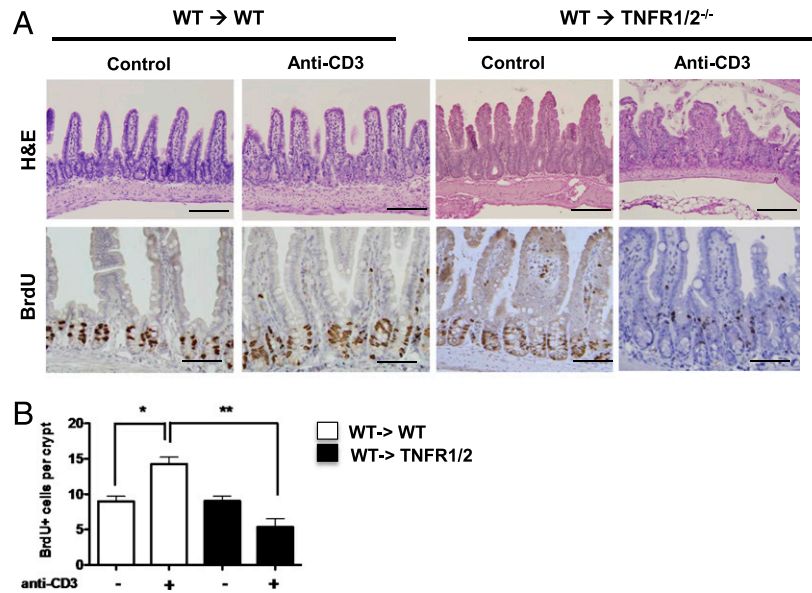 A
WT → WT
WT → TNFR1/2-/-
Control
Anti-CD3
Control
Anti-CD3
H&E
BrdU
B
* **
20
15
10
5
0
BrdU+ cells per crypt
anti-CD3 - + - +
WT-> WT
WT-> TNFR1/2